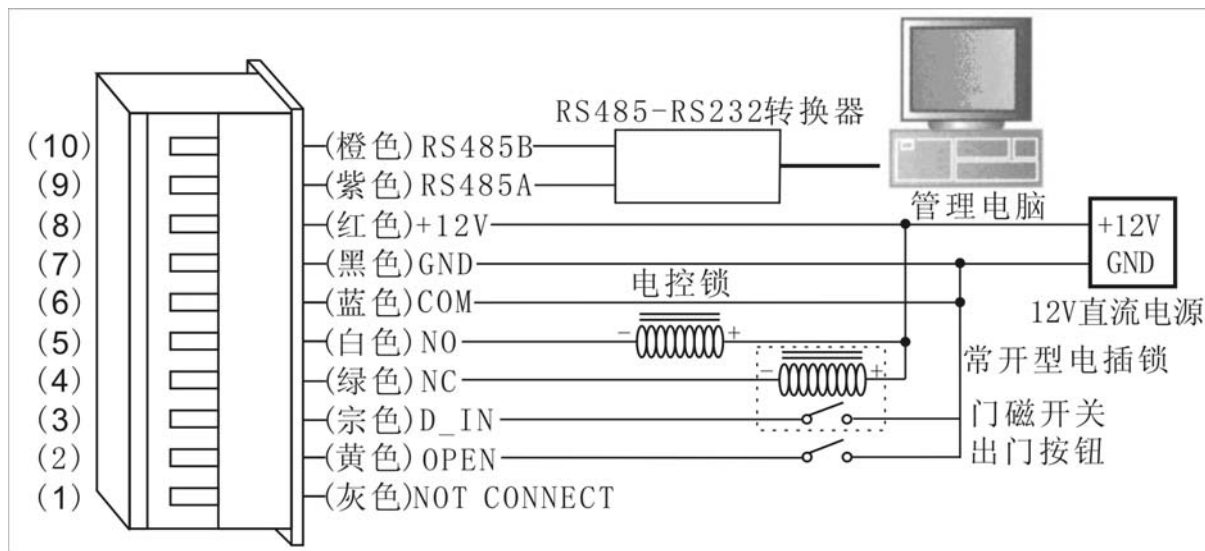 RS485-RS232转换器
管理电脑
(10) (橙色)RS485B
(9) (紫色)RS485A
(8) (红色)+12V
+12V
(7) (黑色)GND
GND
电控锁
12V直流电源
(6) (蓝色)COM
(5) (白色)NO - +
常开型电插锁
(4) (绿色)NC - +
(3) (宗色)D_IN
门磁开关
(2) (黄色)OPEN
出门按钮
(1) (灰色)NOT CONNECT